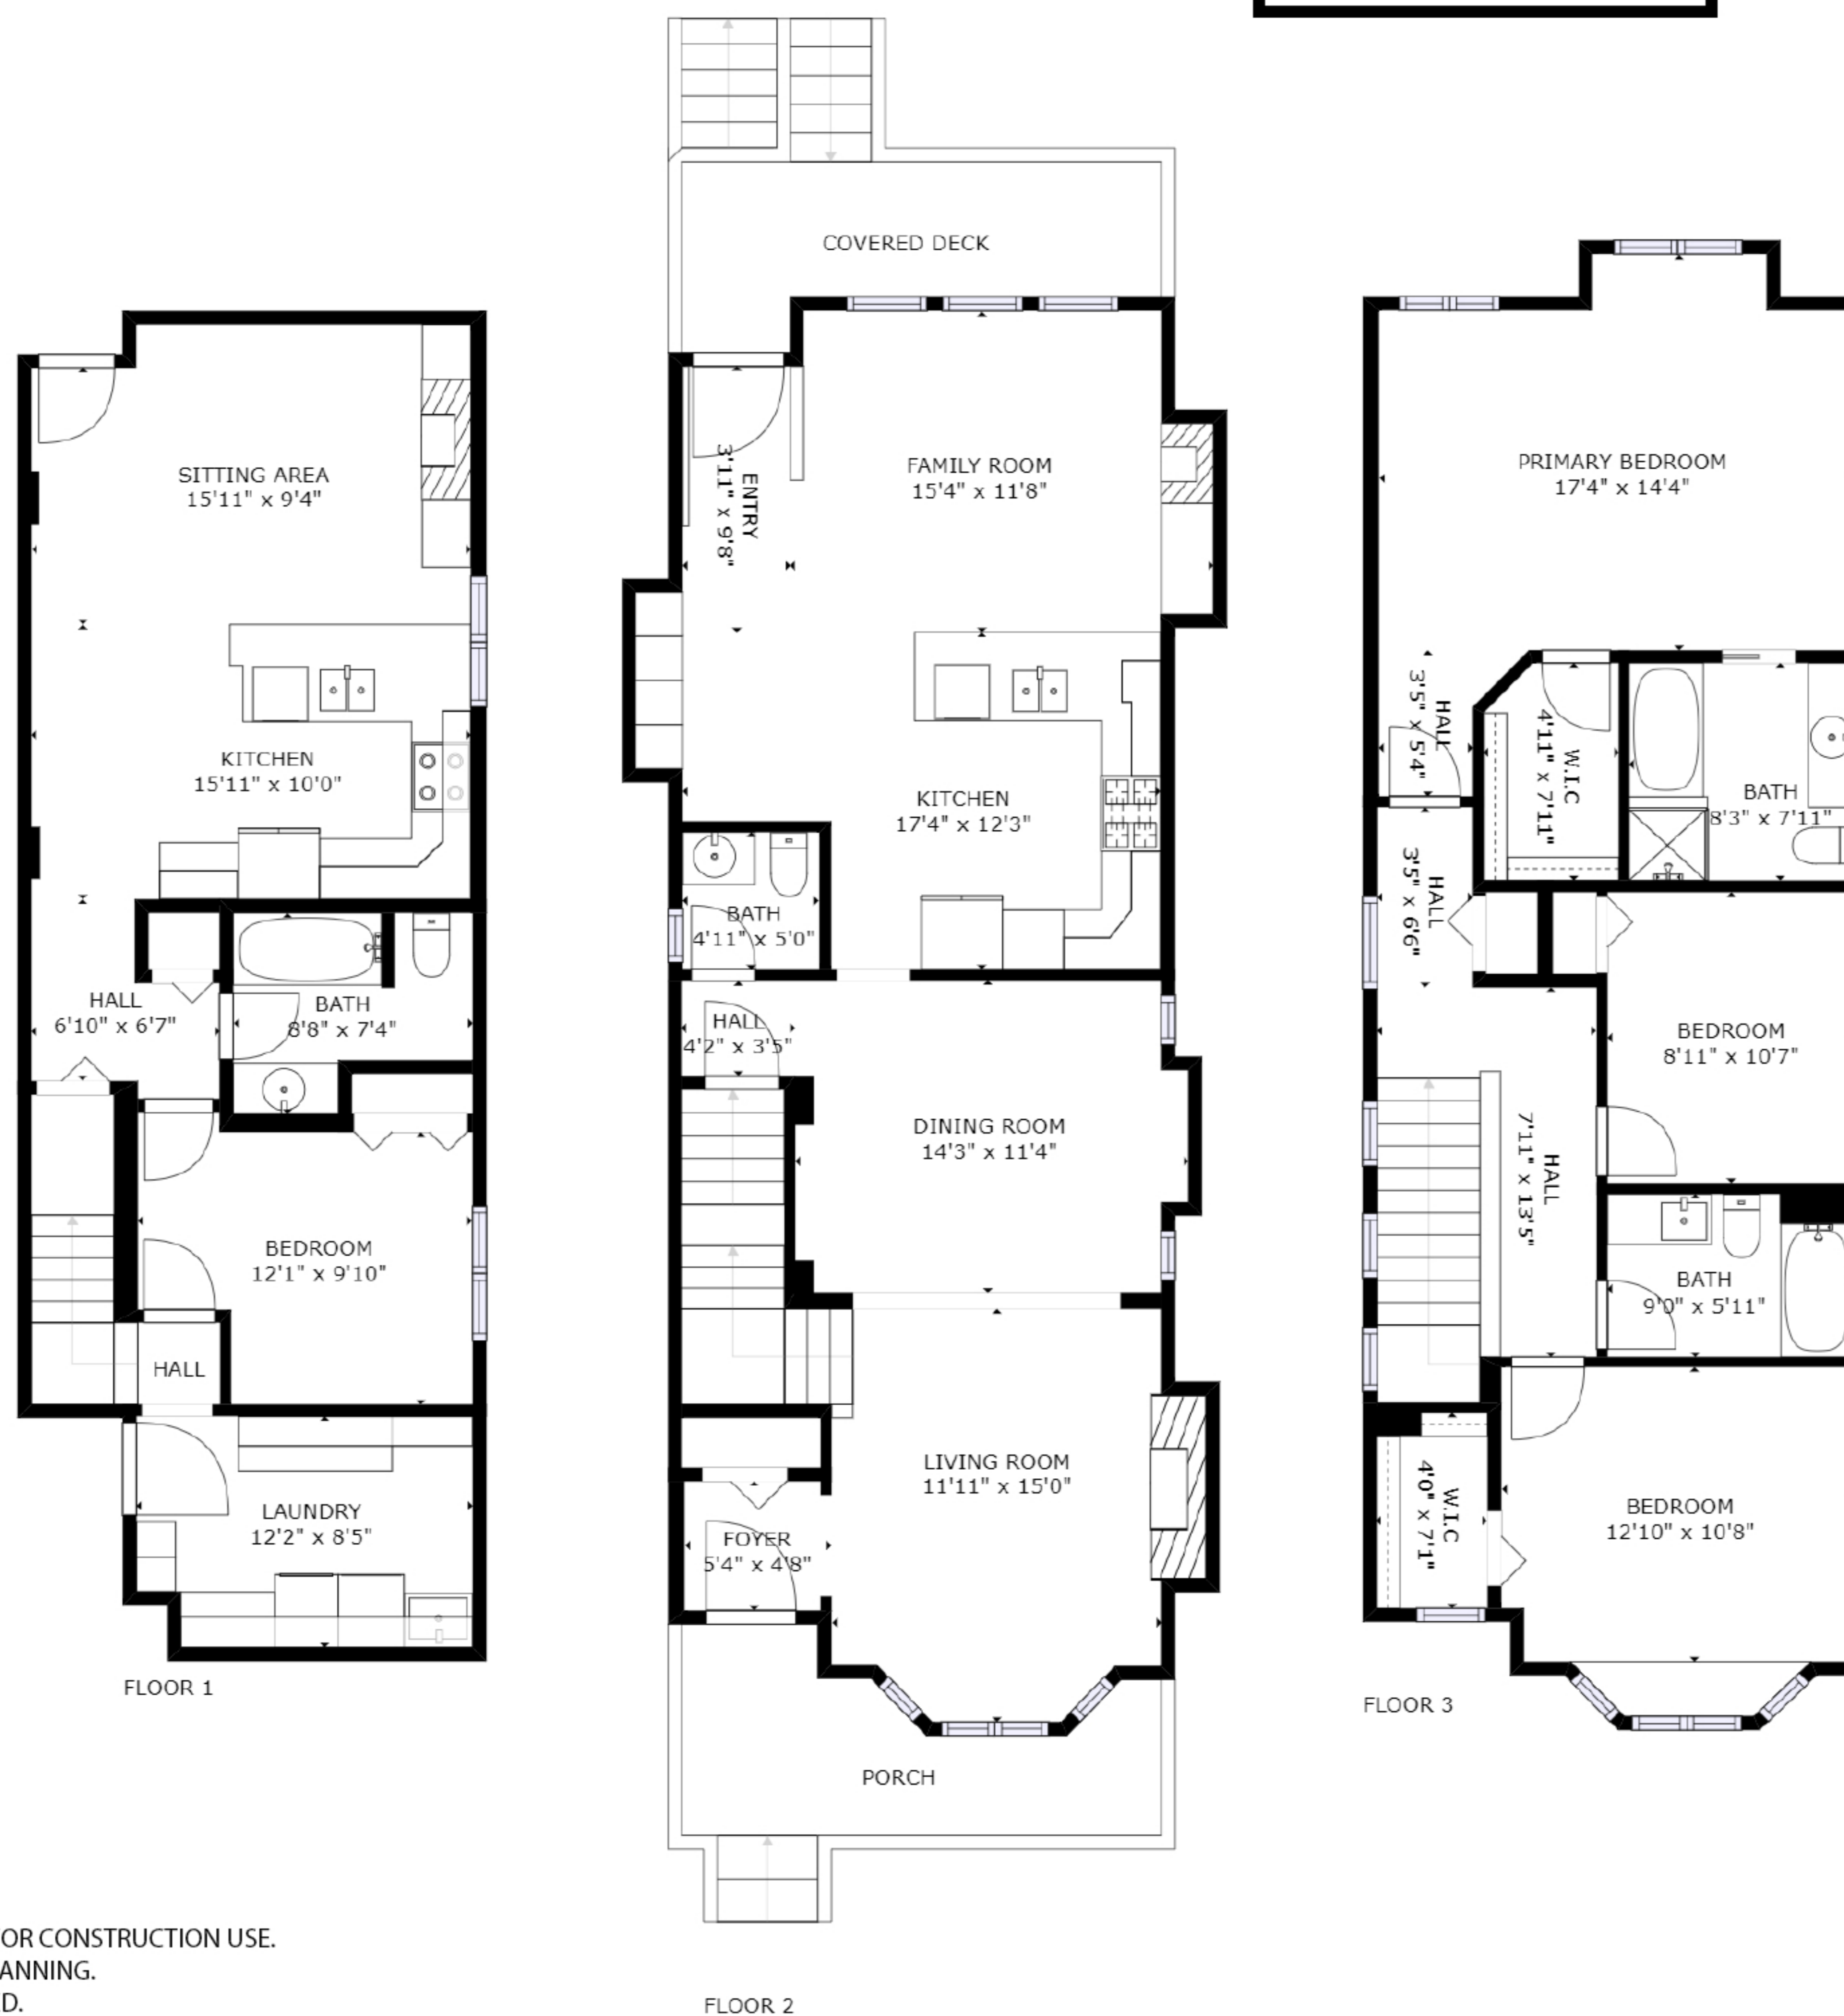 SITTING AREA
15'11" x 9'4"
KITCHEN
15'11" x 10'0"
HALL
6'10" x 6'7"
BATH
8'8" x 7'4"
BEDROOM
12'1" x 9'10"
HALL
LAUNDRY
12'2" x 8'5"
FLOOR 1
COVERED DECK
ENTRY
3'11" x 9'8"
FAMILY ROOM
15'4" x 11'8"
KITCHEN
17'4" x 12'3"
BATH
4'11" x 5'0"
HALL
4'2" x 3'5"
DINING ROOM
14'3" x 11'4"
LIVING ROOM
11'11" x 15'0"
FOYER
5'4" x 4'8"
PORCH
FLOOR 2
PRIMARY BEDROOM
17'4" x 14'4"
HALL
3'5" x 5'4"
W.I.C
4'11" x 7'11"
BATH
8'3" x 7'11"
HALL
3'5" x 6'6"
BEDROOM
8'11" x 10'7"
HALL
7'11" x 13'5"
BATH
9'0" x 5'11"
W.I.C
4'0" x 7'1"
BEDROOM
12'10" x 10'8"
FLOOR 3
OR CONSTRUCTION USE.
ANNING.
D.